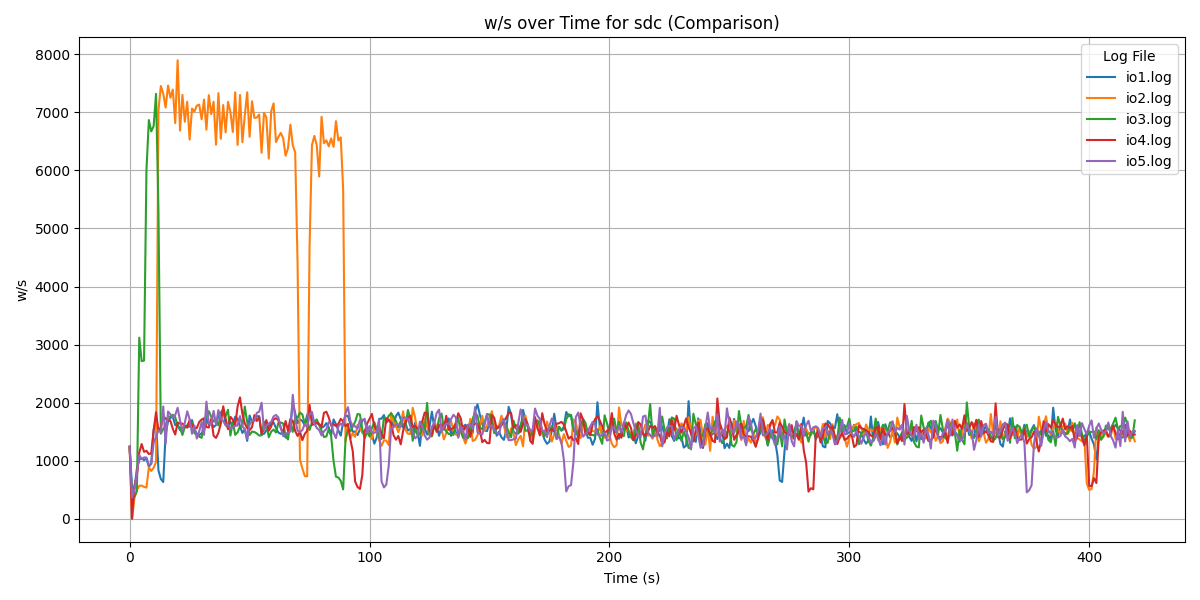 w/s over Time for sdc (Comparison)
Log File
io1.log
io2.log
io3.log
io4.log
io5.log
8000
7000
6000
5000
4000
3000
2000
1000
0
w/s
0 100 200 300 400
Time (s)